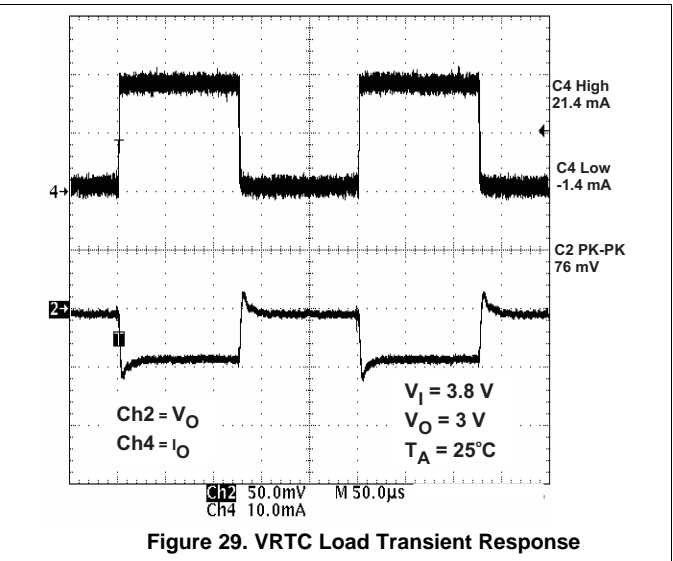 C4 High
21.4 mA
T
4→
C4 Low
-1.4 mA
C2 PK-PK
76 mV
2→
T
Ch2 = VO
Ch4 = IO
VI = 3.8 V
VO = 3 V
TA = 25°C
Ch2 50.0mV M 50.0µs
Ch4 10.0mA
Figure 29. VRTC Load Transient Response